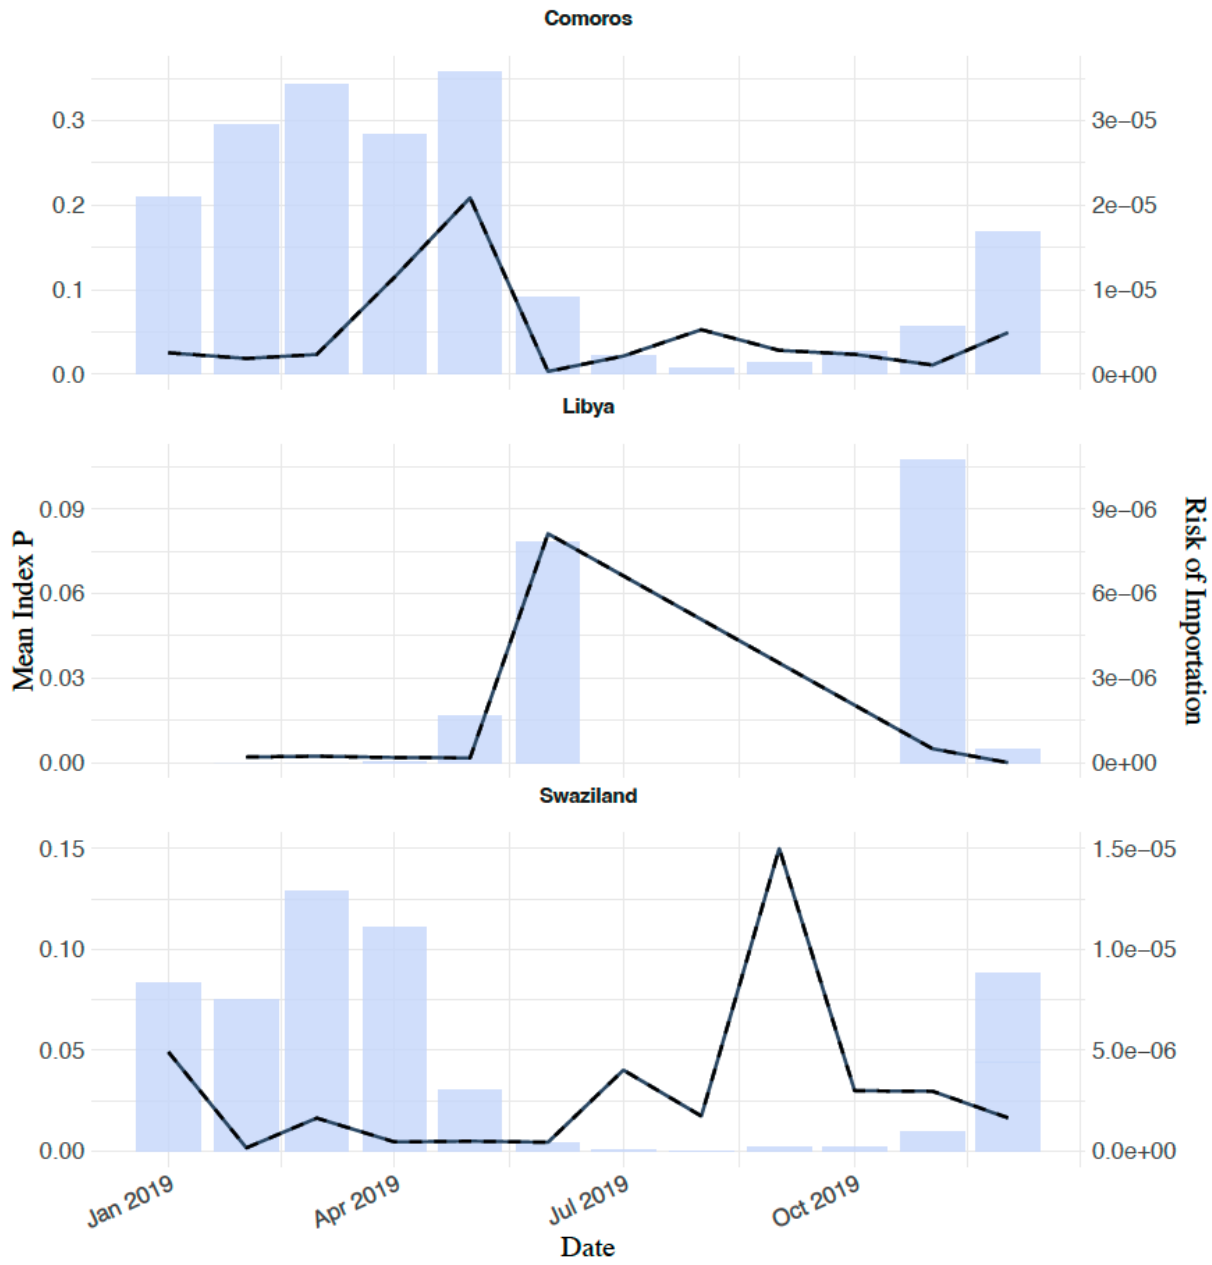 Comoros
0.3
0.2
0.1
0.0
3e−05
2e−05
1e−05
0e+00
Libya
0.09
0.06
0.03
0.00
9e−06
6e−06
3e−06
0e+00
Mean Index P
Risk of Importation
Swaziland
0.15
0.10
0.05
0.00
1.5e−05
1.0e−05
5.0e−06
0.0e+00
Jan 2019
Apr 2019
Jul 2019
Oct 2019
Date